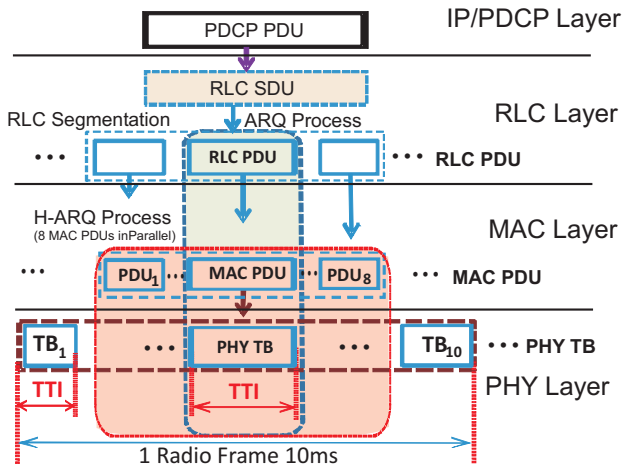 IP/PDCP Layer
PDCP PDU
RLC SDU
RLC Layer
RLC Segmentation
ARQ Process
••• RLC PDU ••• RLC PDU
H-ARQ Process
(8 MAC PDUs inParallel)
MAC Layer
••• PDU1 ••• MAC PDU ••• PDU8 ••• MAC PDU
TB1 ••• PHY TB ••• TB10 ••• PHY TB
TTI TTI
PHY Layer
1 Radio Frame 10ms